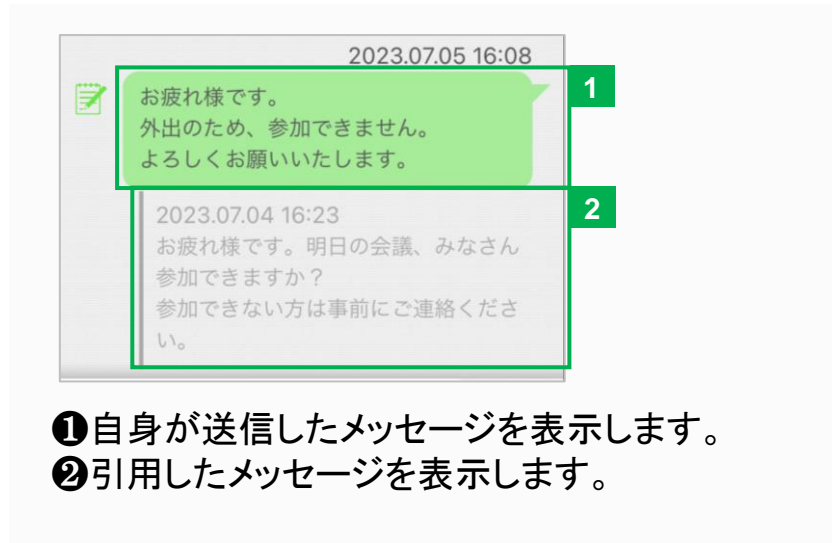 2023.07.05 16:08
1
お疲れ様です。
外出のため、参加できません。
よろしくお願いいたします。
2
2023.07.04 16:23
お疲れ様です。明日の会議、みなさん
参加できますか？
参加できない方は事前にご連絡くださ
い。
❶自身が送信したメッセージを表示します。
❷引用したメッセージを表示します。